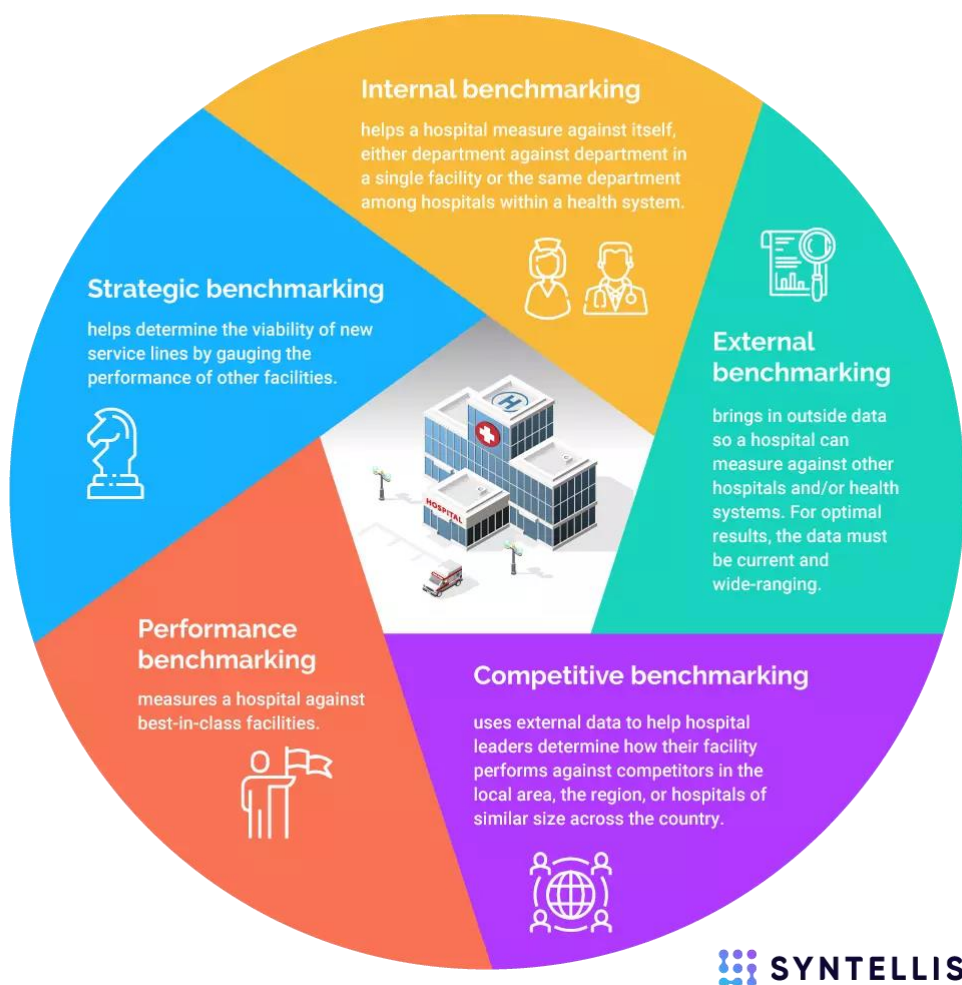 Internal benchmarking
helps a hospital measure against itself,
either department against department in
a single facility or the same department
among hospitals within a health system.
External
benchmarking
brings in outside data
so a hospital can
measure against other
hospitals and/or health
systems. For optimal
results, the data must
be current and
wide-ranging.
Competitive benchmarking
uses external data to help hospital
leaders determine how their facility
performs against competitors in the
local area, the region, or hospitals of
similar size across the country.
Performance
benchmarking
measures a hospital against
best-in-class facilities.
Strategic benchmarking
helps determine the viability of new
service lines by gauging the
performance of other facilities.
H
HOSPITAL
SYNTELLIS